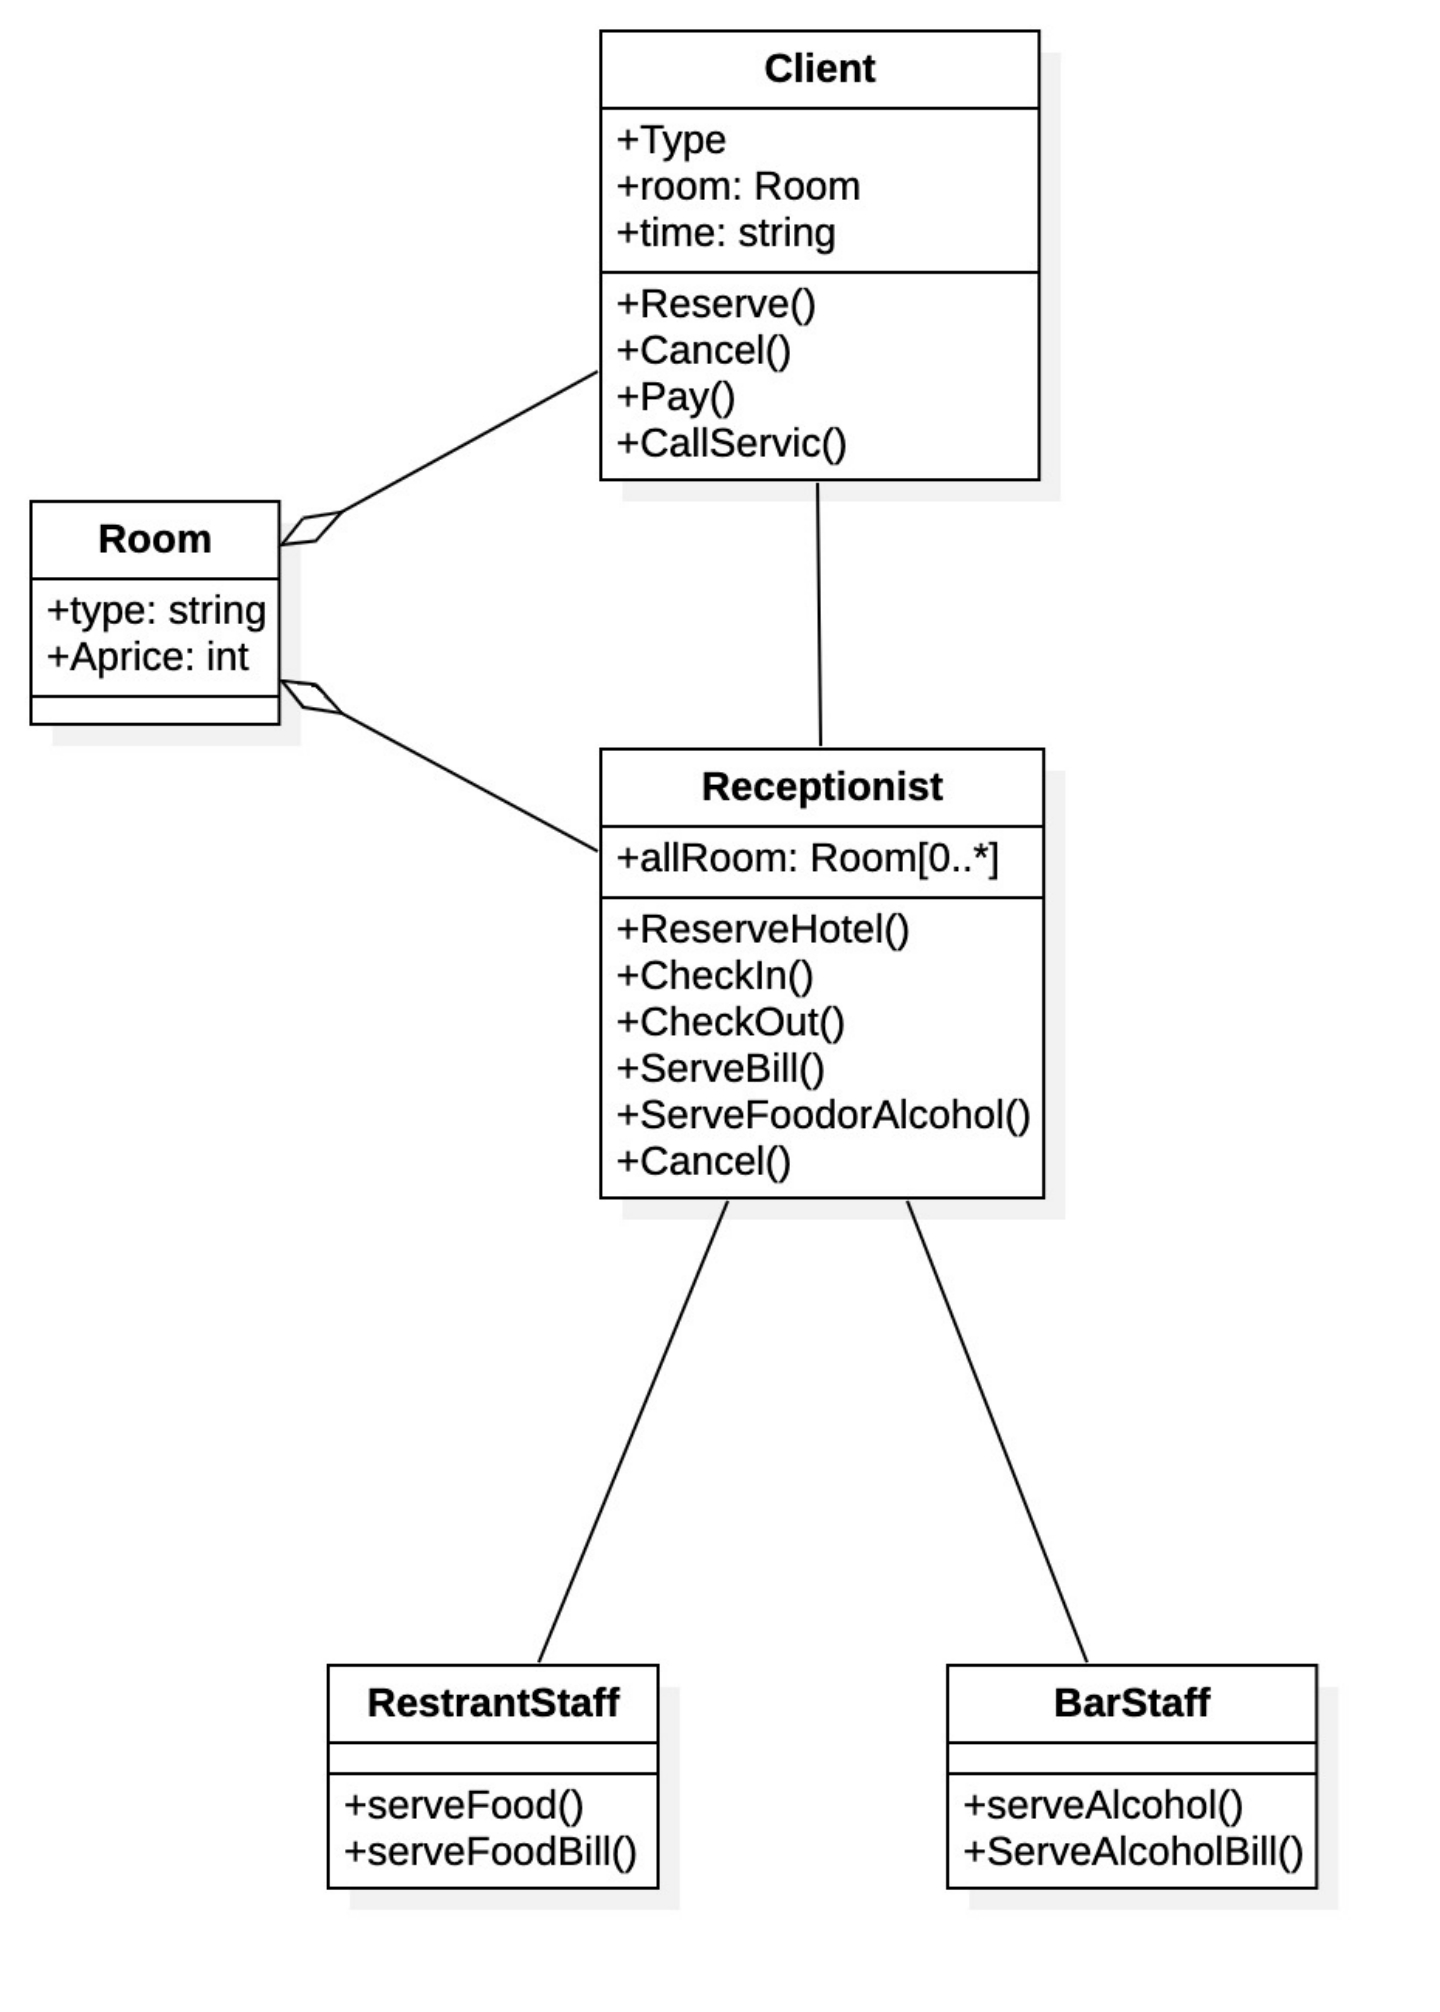 Client
+Type
+room: Room
+time: string
+Reserve()
+Cancel()
+Pay()
+CallServic()
Room
+type: string
+Aprice: int
Receptionist
+allRoom: Room[0..*]
+ReserveHotel()
+CheckIn()
+CheckOut()
+ServeBill()
+ServeFoodorAlcohol()
+Cancel()
RestrantStaff
+serveFood()
+serveFoodBill()
BarStaff
+serveAlcohol()
+ServeAlcoholBill()